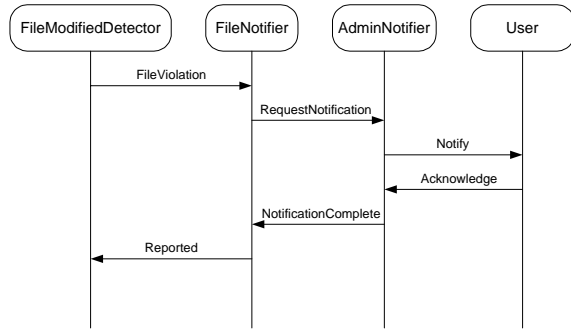 FileModifiedDetector
FileNotifier
AdminNotifier
User
FileViolation
RequestNotification
Notify
Acknowledge
NotificationComplete
Reported